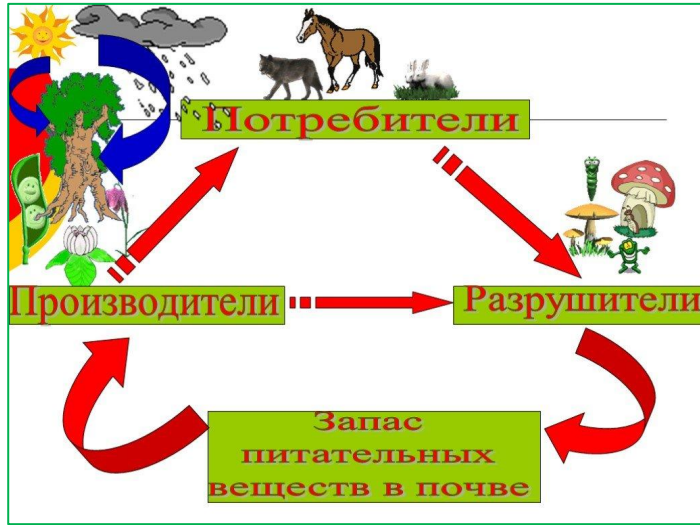 Потребители
Производители
Разрушители
Запас
питательных
веществ в почве